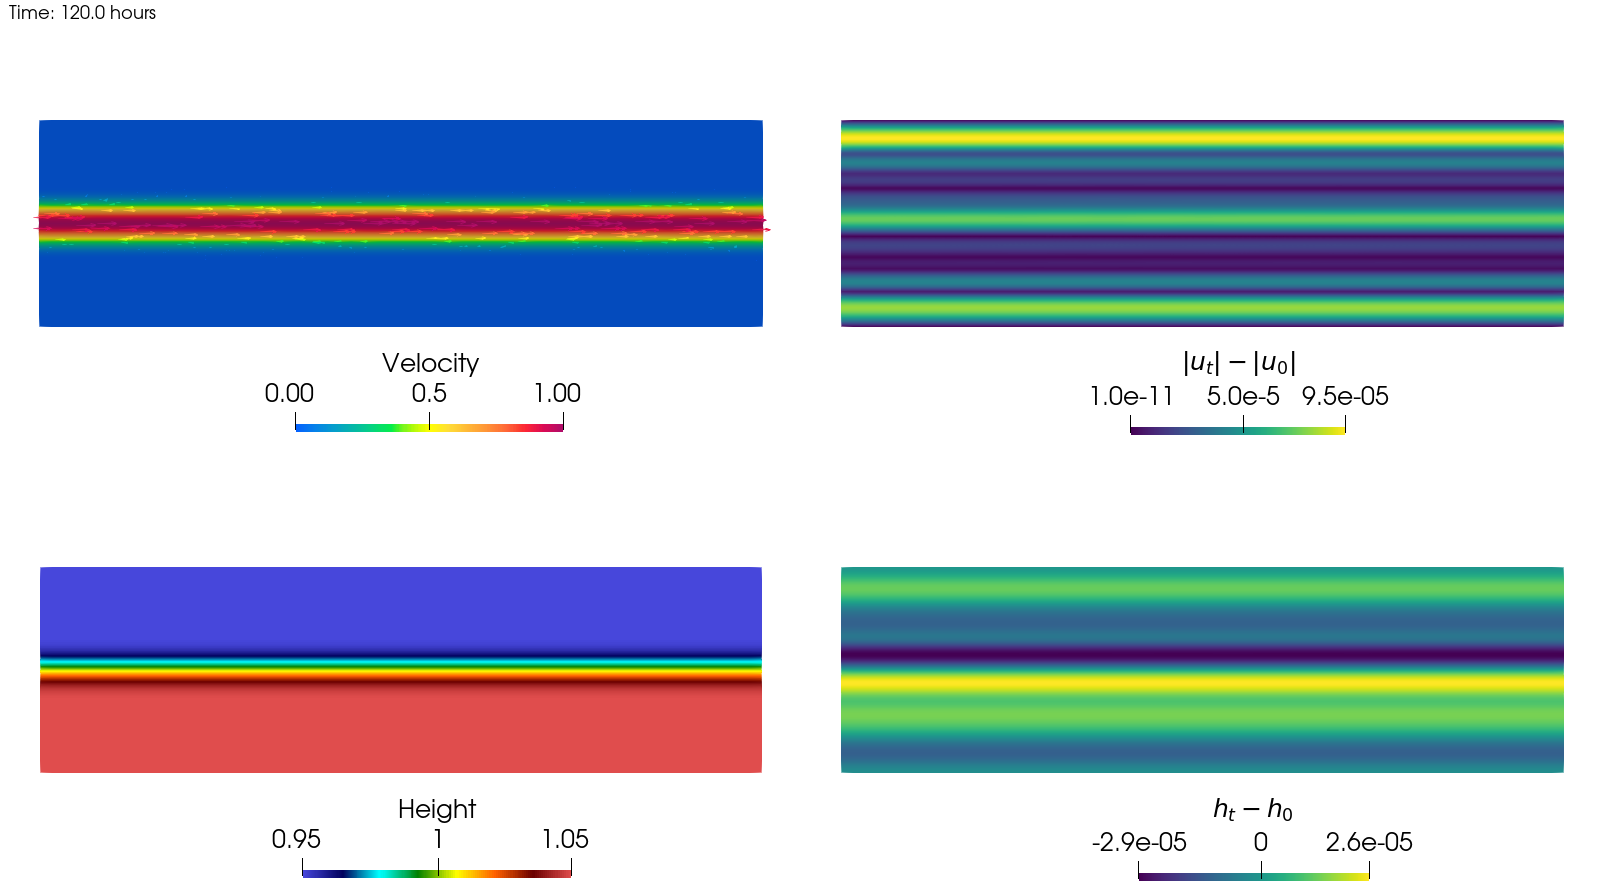 Time: 120.0 hours
Velocity
0.00 0.5 1.00
|u_t| − |u_0|
1.0e-11 5.0e-5 9.5e-05
Height
0.95 1 1.05
h_t − h_0
-2.9e-05 0 2.6e-05